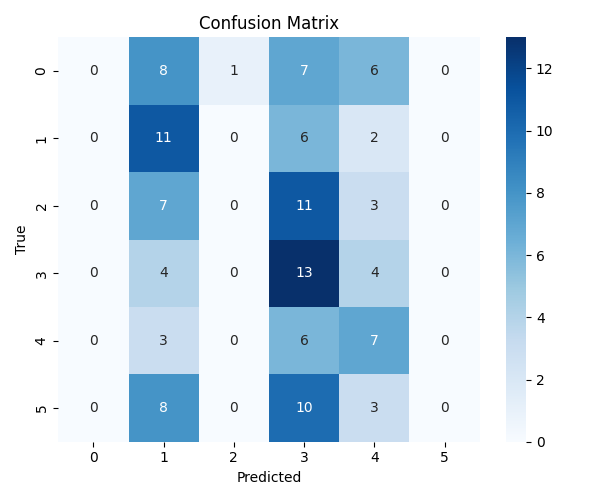 Confusion Matrix
0 0 8 1 7 6 0
1 0 11 0 6 2 0
2 0 7 0 11 3 0
3 0 4 0 13 4 0
4 0 3 0 6 7 0
5 0 8 0 10 3 0
0 1 2 3 4 5
True
Predicted
12
10
8
6
4
2
0